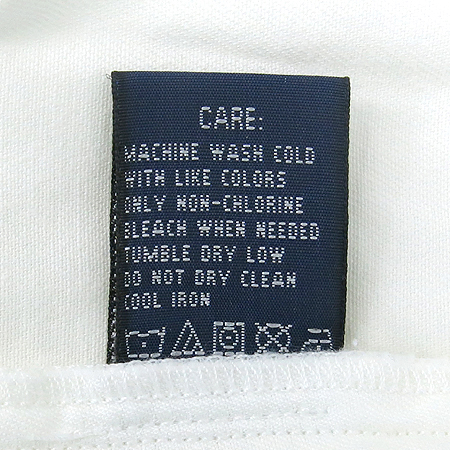 CARE:
MACHINE WASH COLD
WITH LIKE COLORS
ONLY NON-CHLORINE
BLEACH WHEN NEEDED
TUMBLE DRY LOW
DO NOT DRY CLEAN
COOL IRON